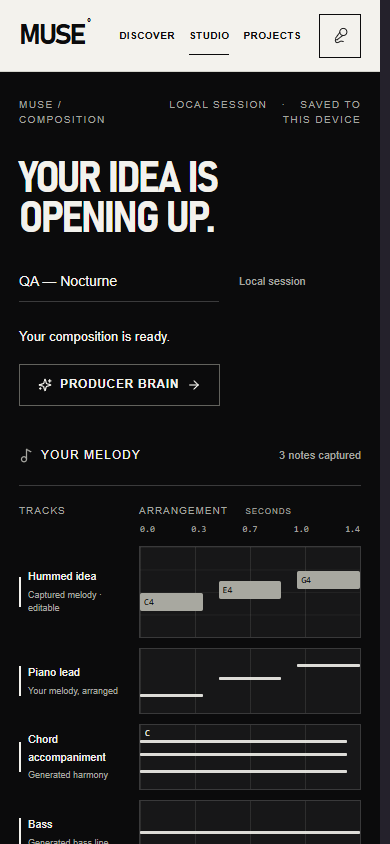 MUSE°
DISCOVER STUDIO PROJECTS
MUSE / LOCAL SESSION · SAVED TO
COMPOSITION THIS DEVICE
YOUR IDEA IS
OPENING UP.
QA — Nocturne Local session
Your composition is ready.
PRODUCER BRAIN →
YOUR MELODY 3 notes captured
TRACKS ARRANGEMENT SECONDS
0.0 0.3 0.7 1.0 1.4
Hummed idea
Captured melody ·
editable
C4 E4 G4
Piano lead
Your melody, arranged
Chord
accompaniment
Generated harmony
C
Bass
Generated bass line